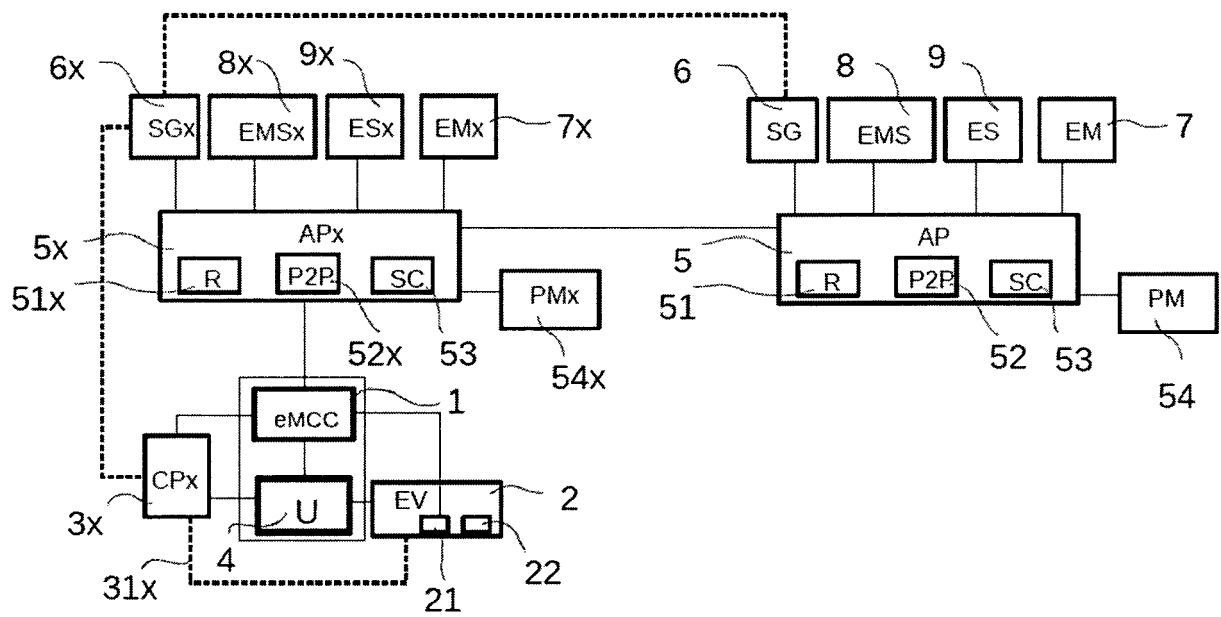 6x 8x 9x 6 8 9
SGx EMSx ESx EMx 7x SG EMS ES EM 7
5x APx 5 AP
51x R P2P SC PMx 51 R P2P SC PM
52x 53 54x 52 53 54
1
eMCC
CPx EV 2
3x 4 U
31x 21 22